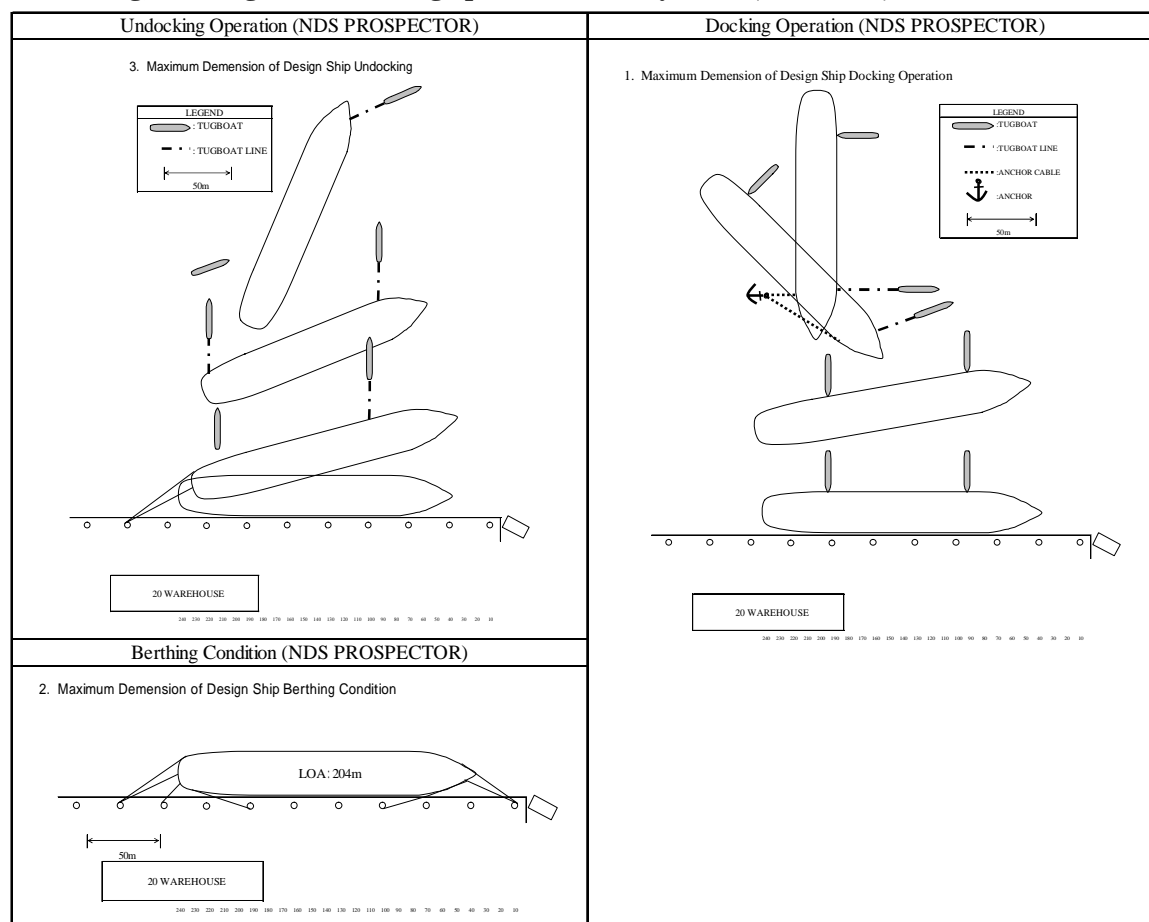 Undocking Operation (NDS PROSPECTOR)
3. Maximum Demension of Design Ship Undocking
LEGEND
: TUGBOAT
: TUGBOAT LINE
50m
20 WAREHOUSE
240 230 220 210 200 190 180 170 160 150 140 130 120 110 100 90 80 70 60 50 40 30 20 10
Docking Operation (NDS PROSPECTOR)
1. Maximum Demension of Design Ship Docking Operation
LEGEND
:TUGBOAT
:TUGBOAT LINE
:ANCHOR CABLE
:ANCHOR
50m
20 WAREHOUSE
240 230 220 210 200 190 180 170 160 150 140 130 120 110 100 90 80 70 60 50 40 30 20 10
Berthing Condition (NDS PROSPECTOR)
2. Maximum Demension of Design Ship Berthing Condition
LOA: 204m
50m
20 WAREHOUSE
240 230 220 210 200 190 180 170 160 150 140 130 120 110 100 90 80 70 60 50 40 30 20 10